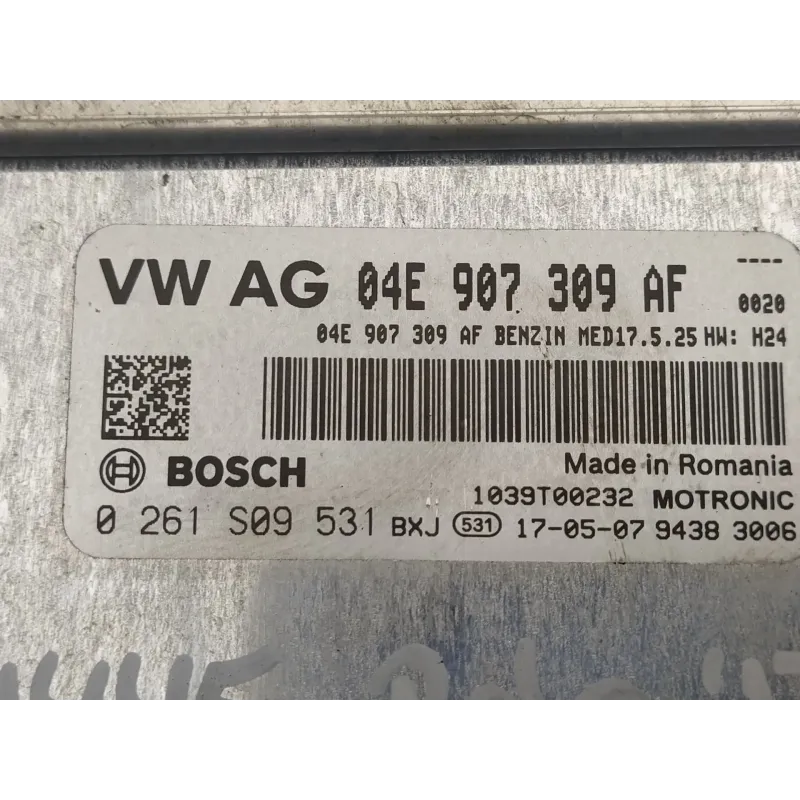 VW AG 04E 907 309 AF ----
0020
04E 907 309 AF BENZIN MED17.5.25 HW: H24
BOSCH
Made in Romania
1039T00232 MOTRONIC
0 261 S09 531 BXJ 531 17-05-07 9438 3006